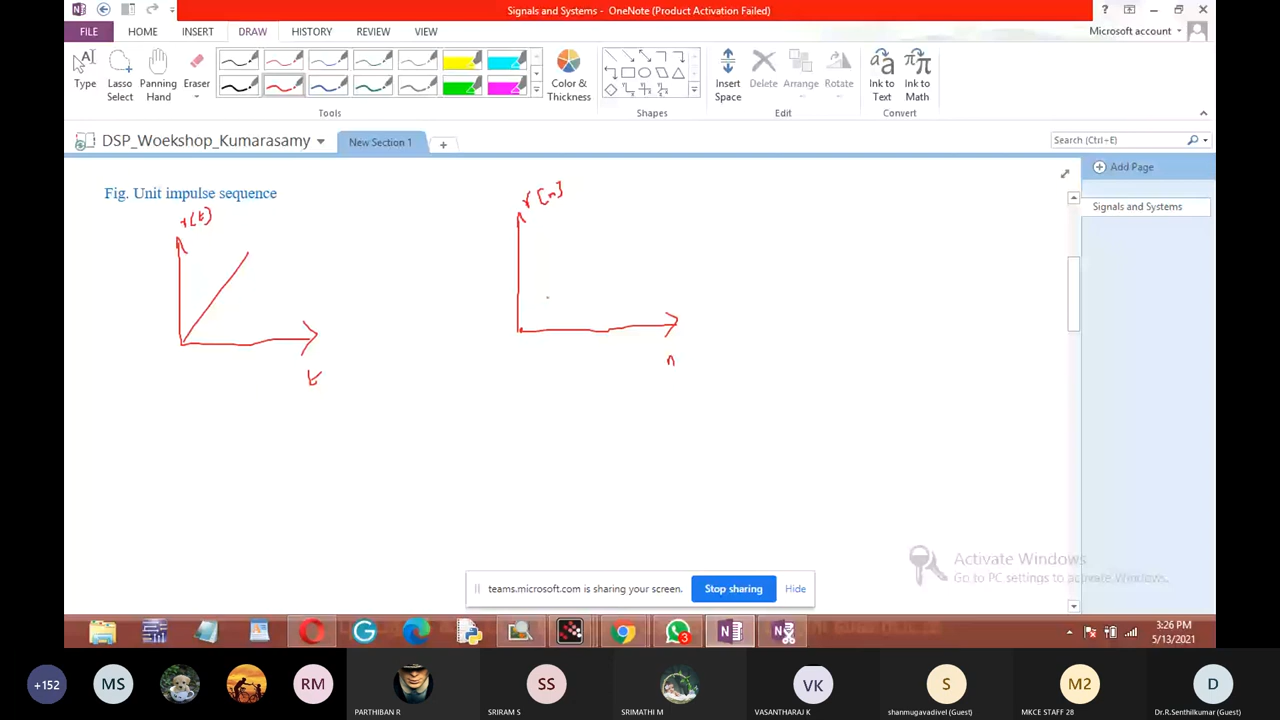 Signals and Systems - OneNote (Product Activation Failed)
FILE HOME INSERT DRAW HISTORY REVIEW VIEW
Microsoft account
Type
Lasso Select
Panning Hand
Eraser
Color & Thickness
Insert Space
Delete
Arrange
Rotate
Ink to Text
Ink to Math
Tools
Shapes
Edit
Convert
DSP_Woekshop_Kumarasamy
New Section 1
Search (Ctrl+E)
Add Page
Signals and Systems
Fig. Unit impulse sequence
r(t)
r[n]
t
n
Activate Windows
Go to PC settings to activate Windows.
teams.microsoft.com is sharing your screen.
Stop sharing
Hide
3
3:26 PM
5/13/2021
+152
MS
RM
PARTHIBAN R
SS
SRIRAM S
SRIMATHI M
VK
VASANTHARAJ K
S
shanmugavadivel (Guest)
M2
MKCE STAFF 28
D
Dr.R.Senthilkumar (Guest)